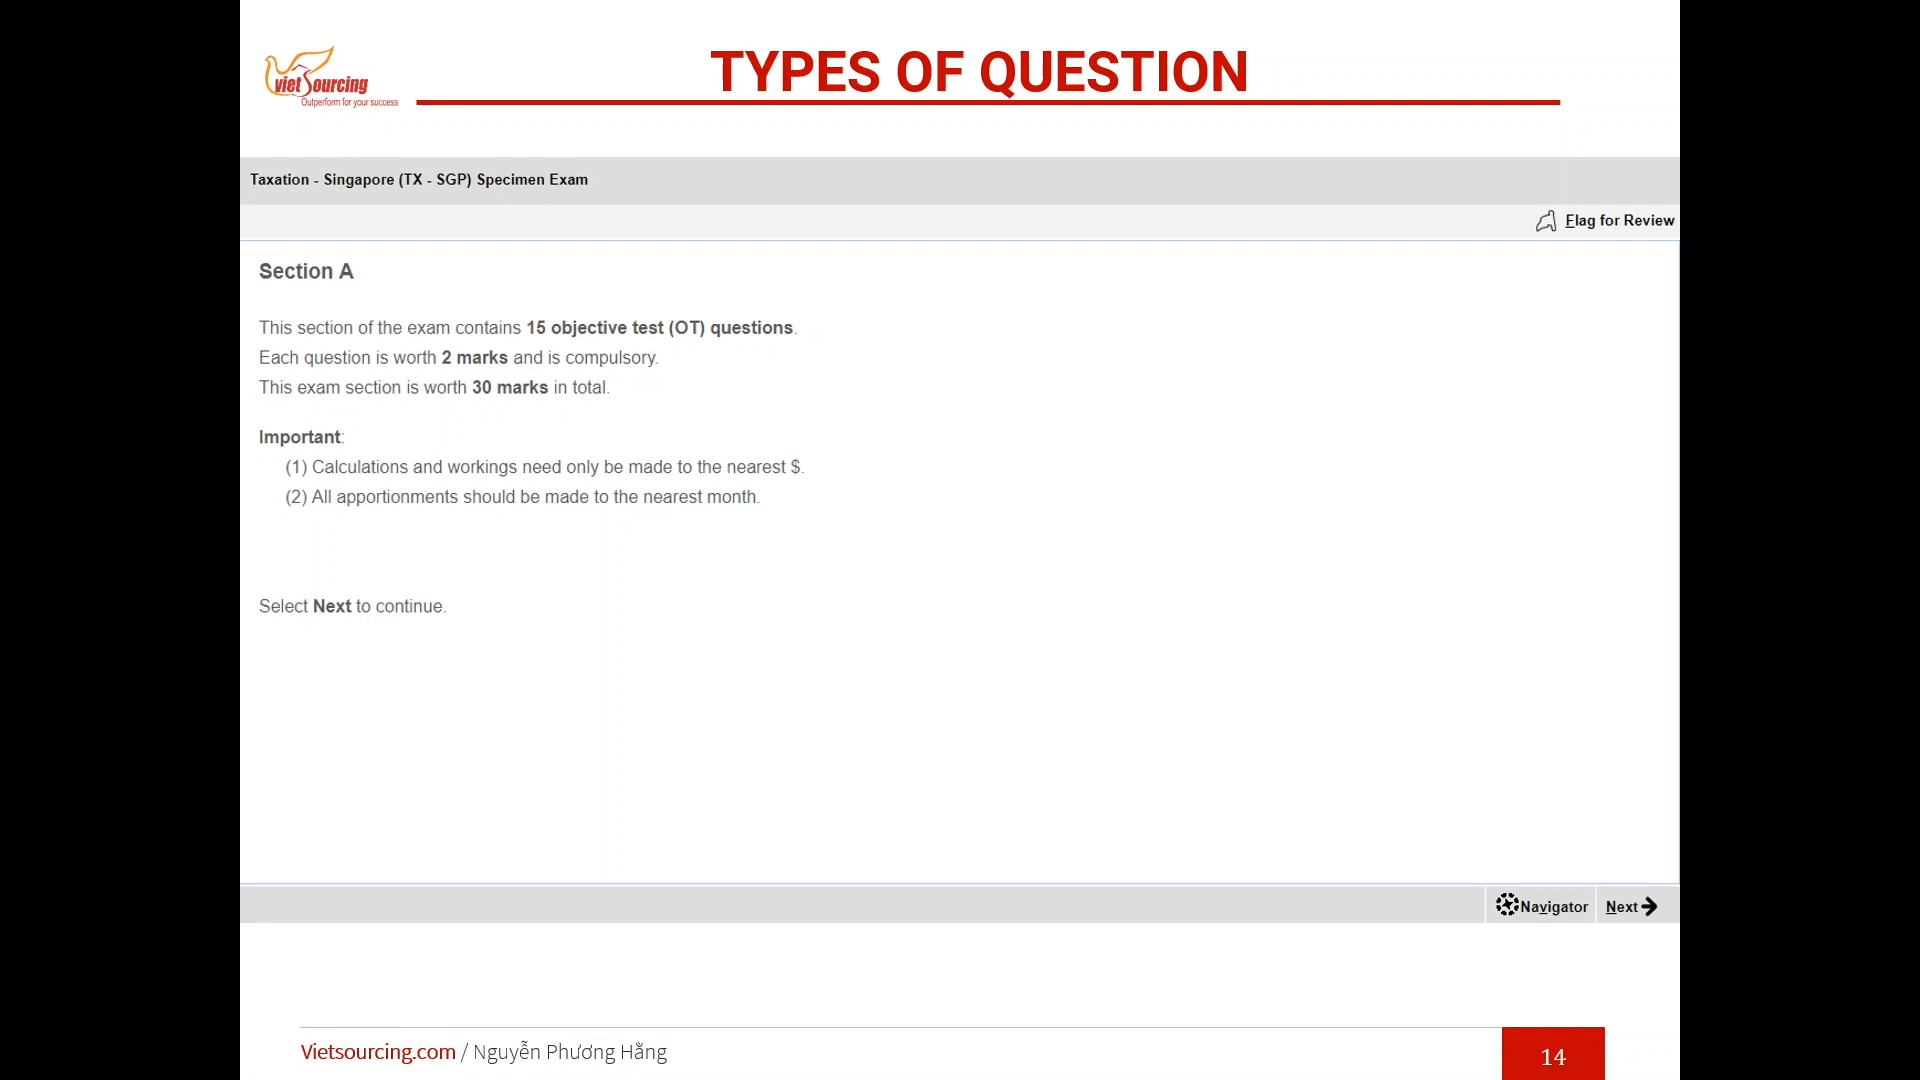 viet Sourcing
Outperform for your success
TYPES OF QUESTION
Taxation - Singapore (TX - SGP) Specimen Exam
Flag for Review
Section A
This section of the exam contains 15 objective test (OT) questions.
Each question is worth 2 marks and is compulsory.
This exam section is worth 30 marks in total.
Important:
(1) Calculations and workings need only be made to the nearest $.
(2) All apportionments should be made to the nearest month.
Select Next to continue.
Navigator
Next
Vietsourcing.com / Nguyễn Phương Hằng
14